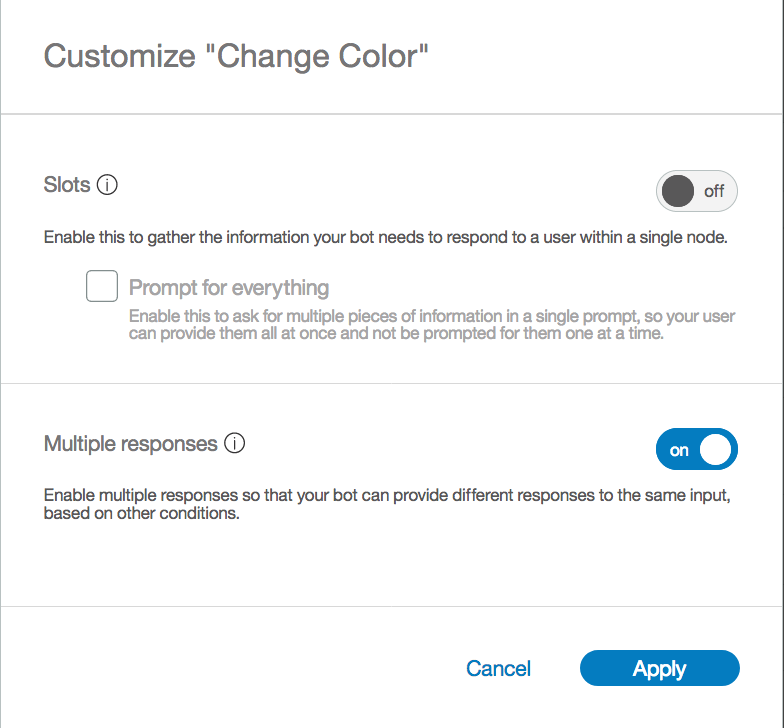 Customize "Change Color"
Slots
off
Enable this to gather the information your bot needs to respond to a user within a single node.
Prompt for everything
Enable this to ask for multiple pieces of information in a single prompt, so your user
can provide them all at once and not be prompted for them one at a time.
Multiple responses
on
Enable multiple responses so that your bot can provide different responses to the same input,
based on other conditions.
Cancel
Apply